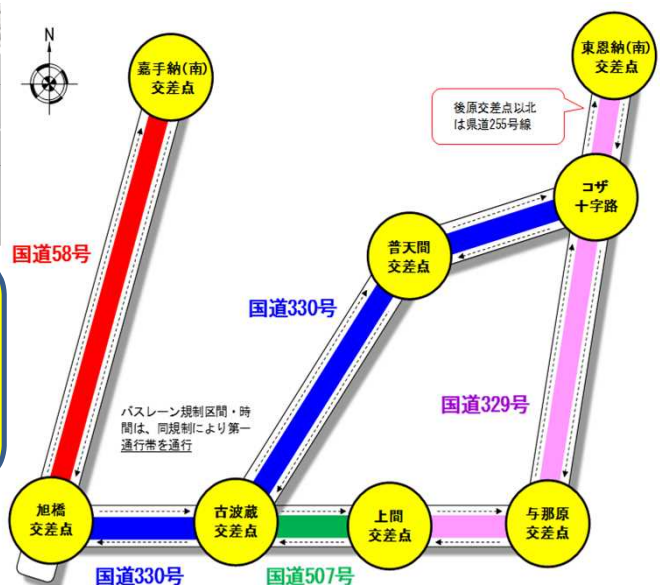 N
嘉手納(南)
交差点
東恩納(南)
交差点
後原交差点以北
は県道255号線
コザ
十字路
国道58号
普天間
交差点
国道330号
国道329号
バスレーン規制区間・時
間は、同規制により第一
通行帯を通行
旭橋
交差点
古波蔵
交差点
上間
交差点
与那原
交差点
国道330号
国道507号